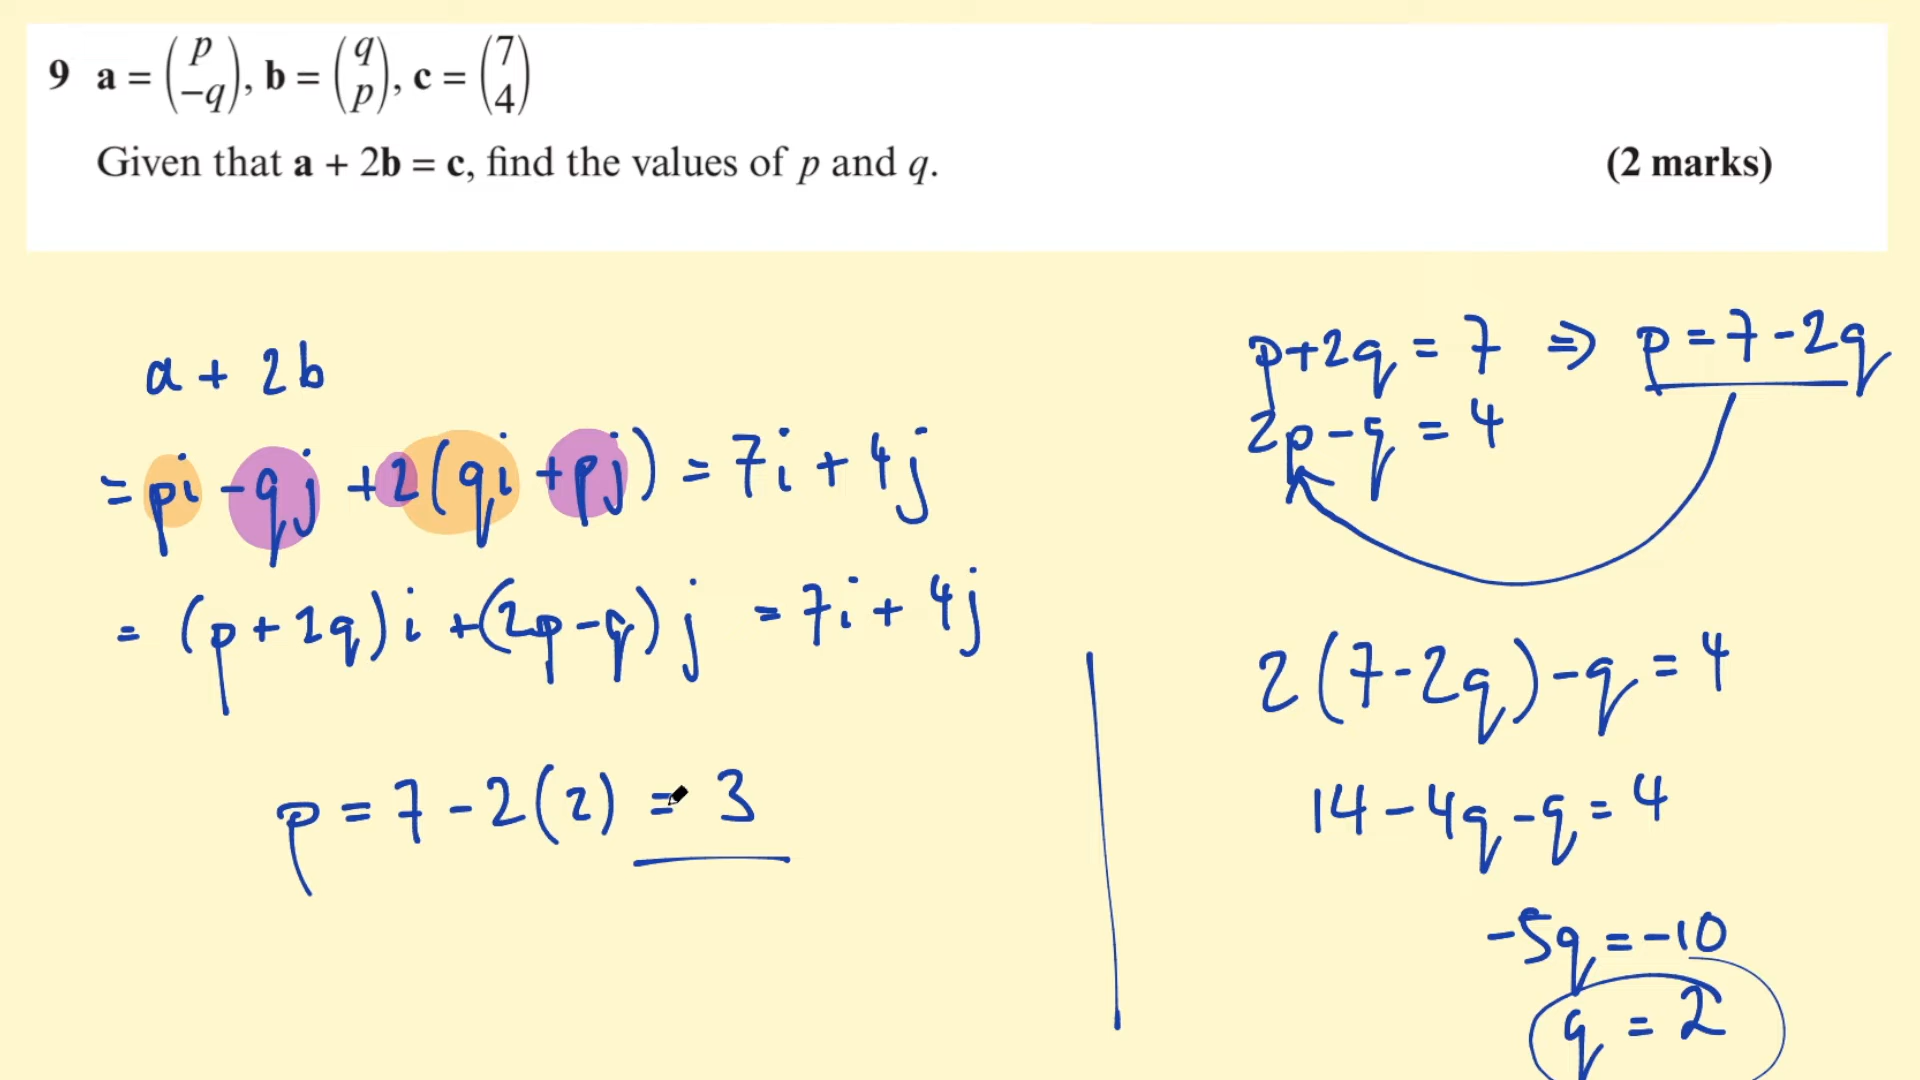 9 a = (p −q), b = (q p), c = (7 4)
Given that a + 2b = c, find the values of p and q. (2 marks)
a + 2b
= pi - qj + 2(qi + pj) = 7i + 4j
= (p + 2q)i + (2p - q)j = 7i + 4j
p = 7 - 2(2) = 3
p + 2q = 7 ⇒ p = 7 - 2q
2p - q = 4
2(7 - 2q) - q = 4
14 - 4q - q = 4
-5q = -10
q = 2